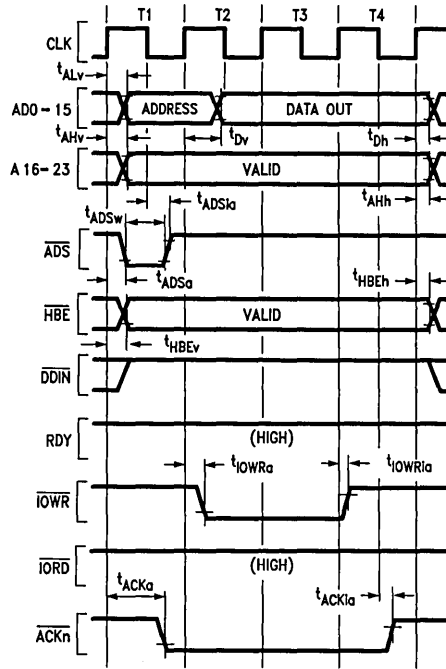 T1 T2 T3 T4
CLK
tALv
AD0-15 ADDRESS DATA OUT
tAHv tDv tDh
A 16-23 VALID
tADSw tADSia tAHh
ADS
tADSa tHBEh
HBE VALID
tHBEv
DDIN
RDY (HIGH)
tIOWRa tIOWRia
IOWR
IORD (HIGH)
tACKa tACKia
ACKn